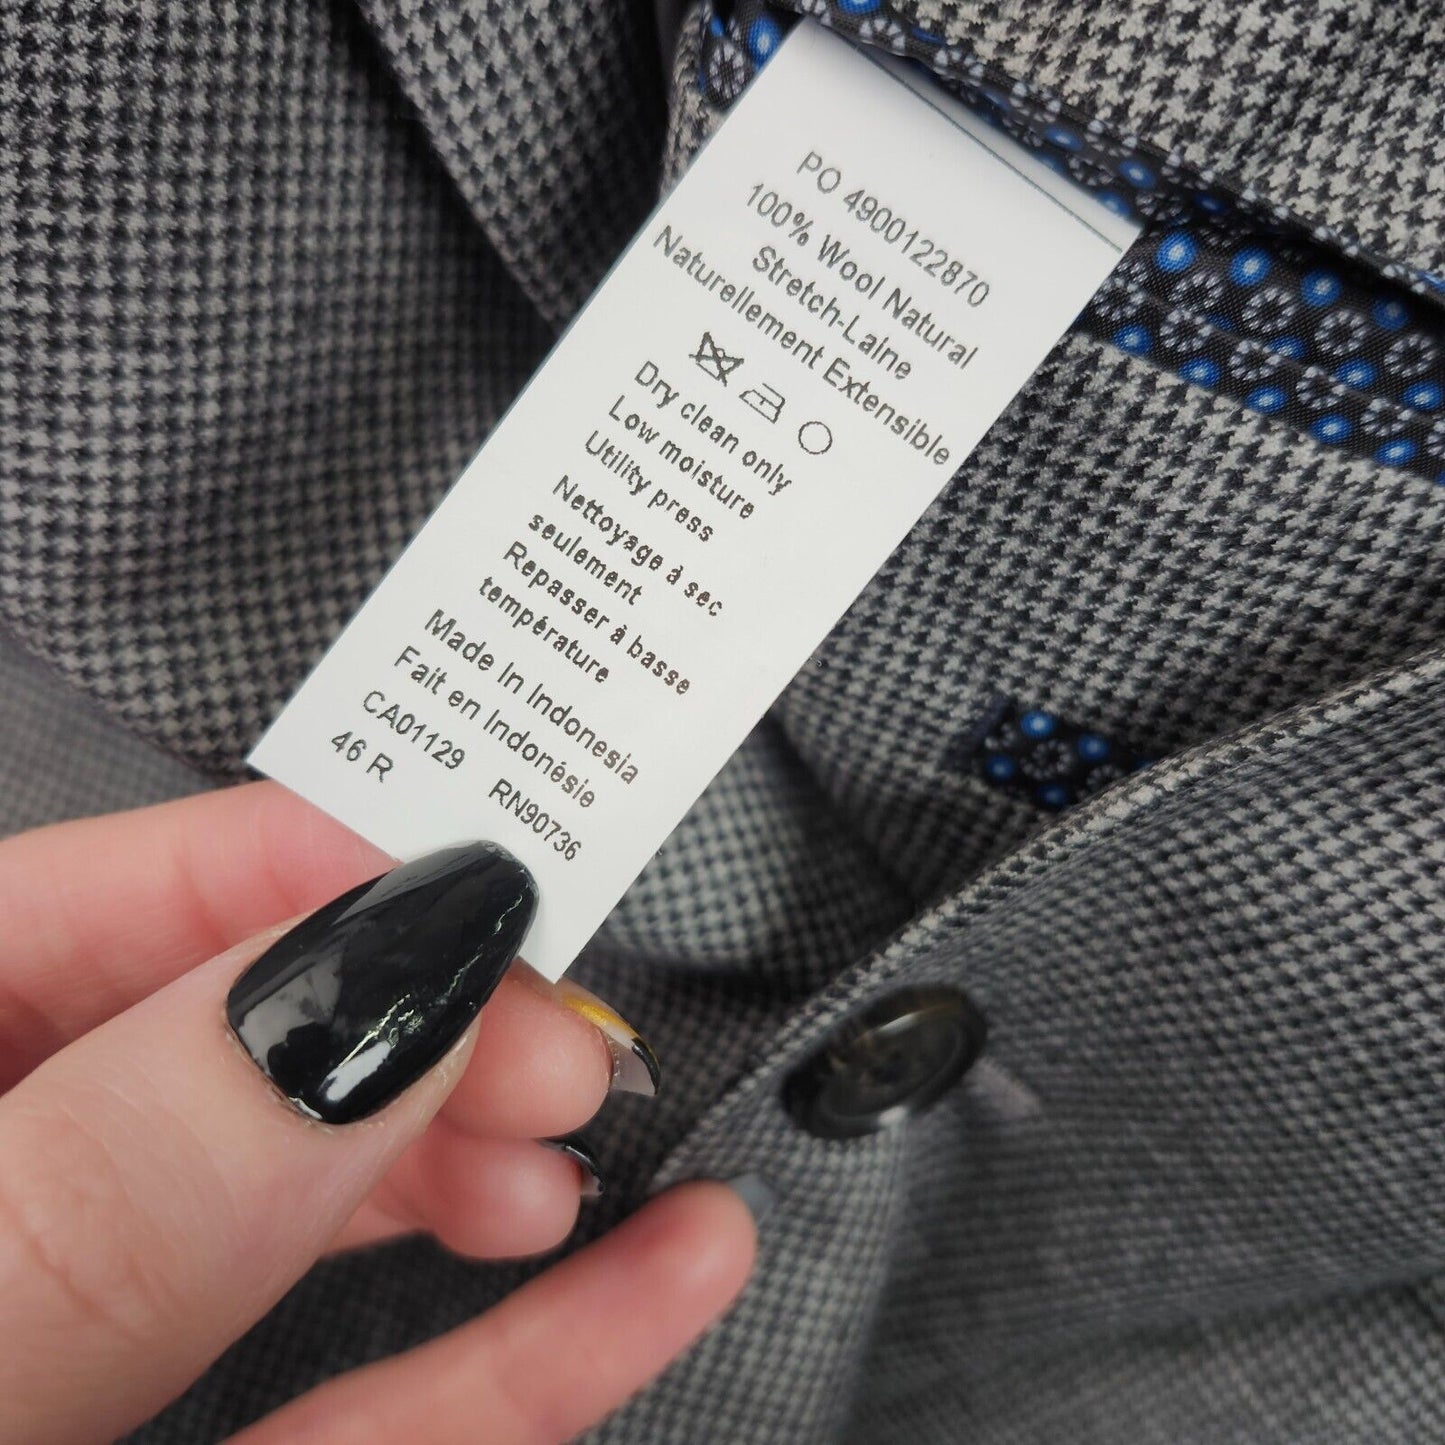 PO 4900122870
100% Wool Natural
Stretch-Laine
Naturellement Extensible
Dry clean only
Low moisture
Utility press
Nettoyage à sec
seulement
Repasser à basse
température
Made In Indonesia
Fait en Indonésie
CA01129 RN90736
46 R